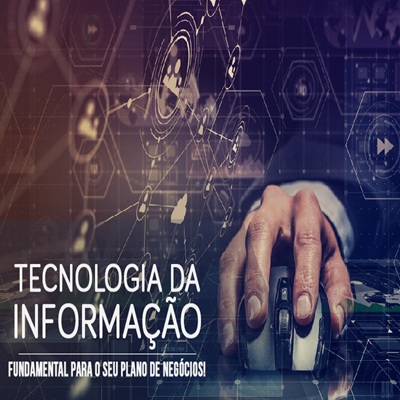 TECNOLOGIA DA
INFORMAÇÃO
FUNDAMENTAL PARA O SEU PLANO DE NEGÓCIOS!